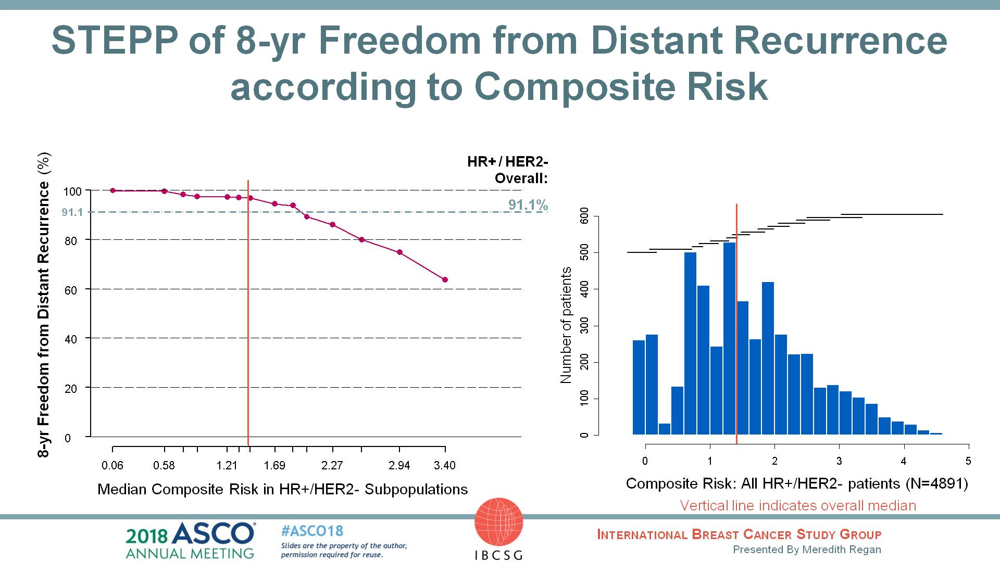 STEPP of 8-yr Freedom from Distant Recurrence
according to Composite Risk
8-yr Freedom from Distant Recurrence (%)
100
91.1
80
60
40
20
0
HR+ / HER2-
Overall:
91.1%
0.06 0.58 1.21 1.69 2.27 2.94 3.40
Median Composite Risk in HR+/HER2- Subpopulations
Number of patients
600
500
400
300
200
100
0
0 1 2 3 4 5
Composite Risk: All HR+/HER2- patients (N=4891)
Vertical line indicates overall median
2018 ASCO®
ANNUAL MEETING
#ASCO18
Slides are the property of the author,
permission required for reuse.
IBCSG
INTERNATIONAL BREAST CANCER STUDY GROUP
Presented By Meredith Regan